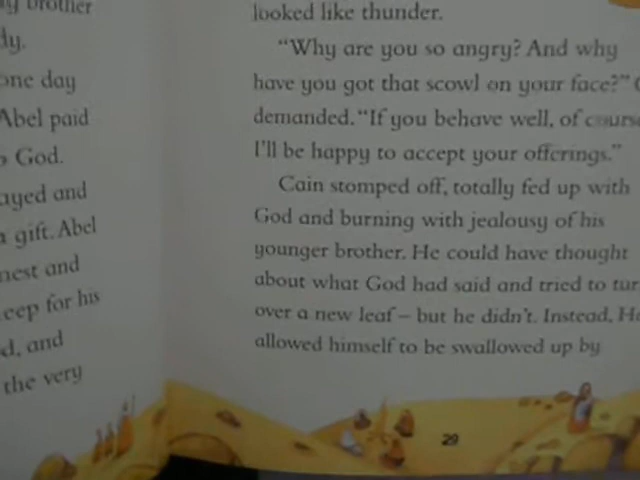 brother
one day
Abel paid
God.
and
gift. Abel
and
for his
and
the very
looked like thunder.
"Why are you so angry? And why
have you got that scowl on your face?"
demanded. "If you behave well, of course
I'll be happy to accept your offerings."
Cain stomped off, totally fed up with
God and burning with jealousy of his
younger brother. He could have thought
about what God had said and tried to
over a new leaf – but he didn't. Instead,
allowed himself to be swallowed up by
29